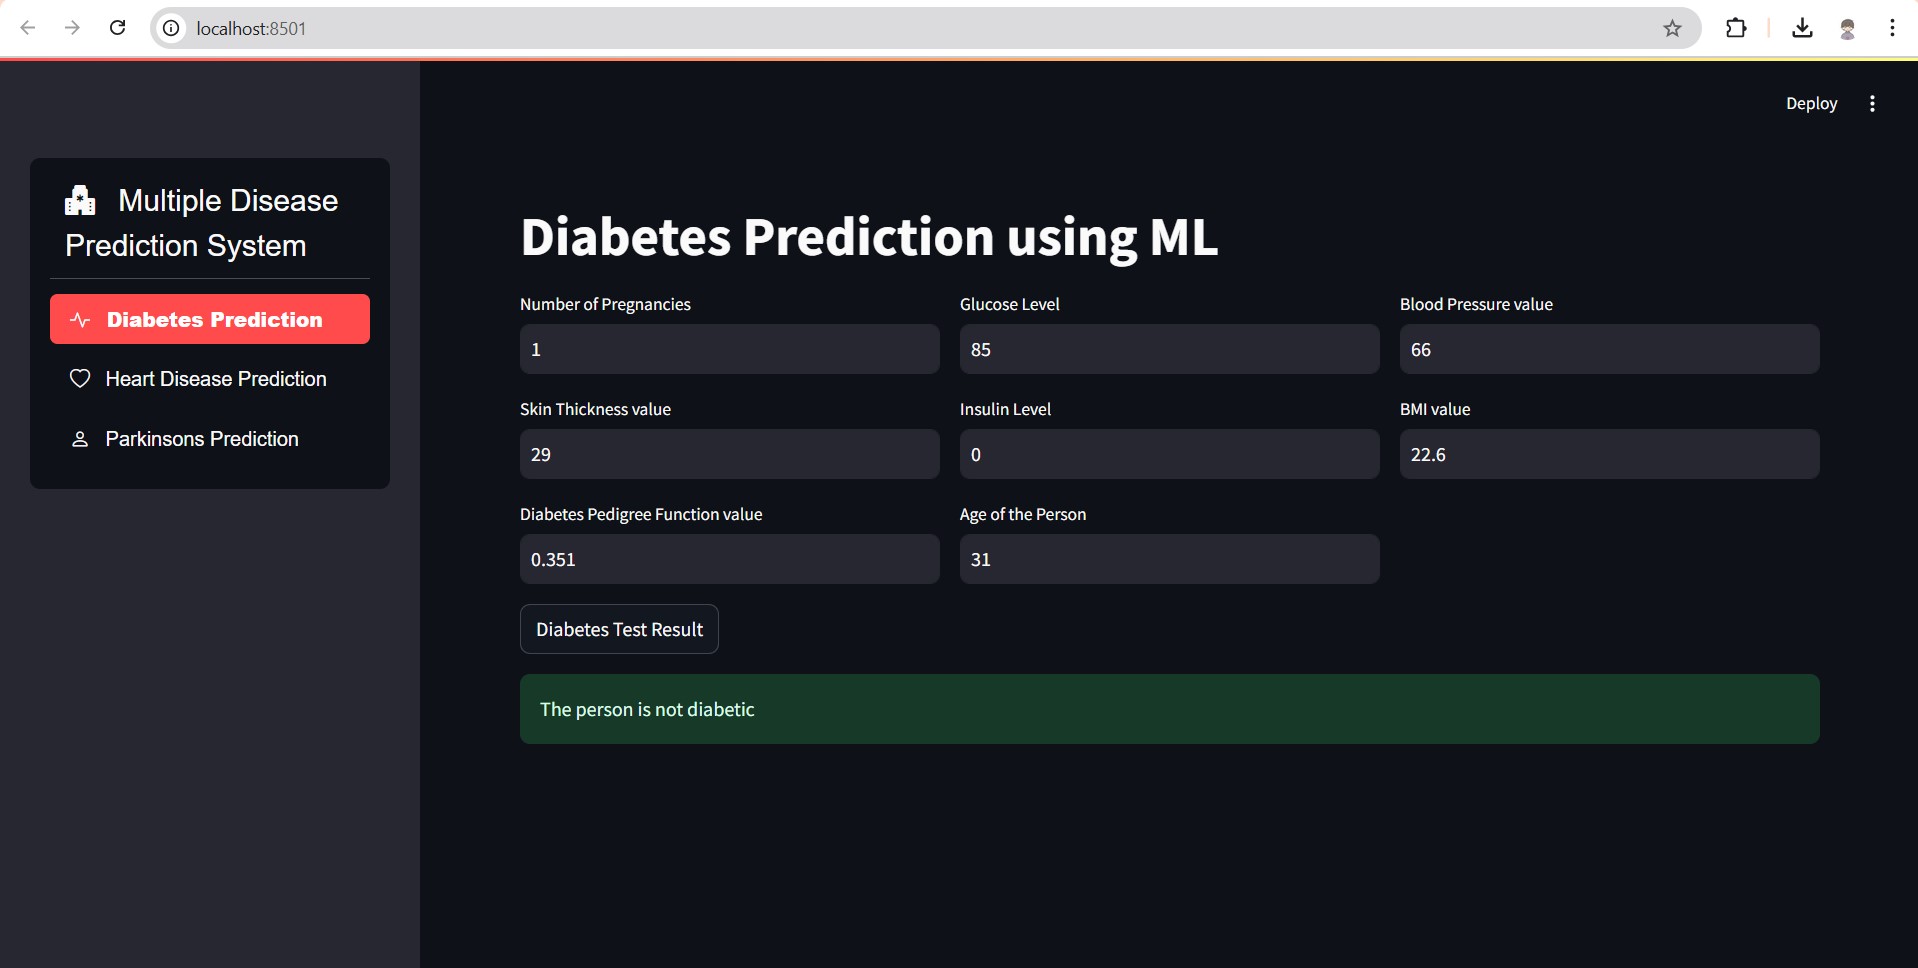 localhost:8501
Deploy
Multiple Disease
Prediction System
Diabetes Prediction
Heart Disease Prediction
Parkinsons Prediction
Diabetes Prediction using ML
Number of Pregnancies
Glucose Level
Blood Pressure value
1
85
66
Skin Thickness value
Insulin Level
BMI value
29
0
22.6
Diabetes Pedigree Function value
Age of the Person
0.351
31
Diabetes Test Result
The person is not diabetic